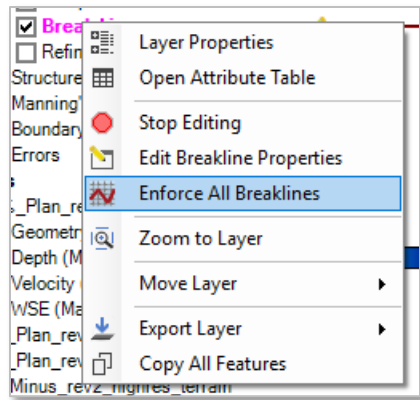 Layer Properties
Refin
Open Attribute Table
Structure
Manning'
Stop Editing
Boundary
Edit Breakline Properties
Errors
Enforce All Breaklines
_Plan_re
Geometr
Zoom to Layer
Depth (M
Velocity
Move Layer
WSE (Ma
Export Layer
_Plan_rev
Copy All Features
_Plan_rev
Minus_rev2_highres_terrain